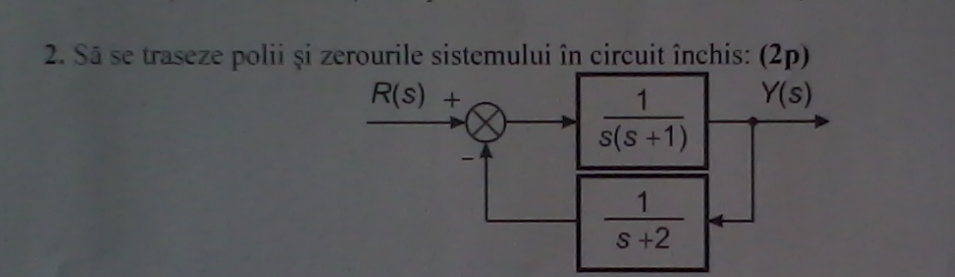 2. Să se traseze polii şi zerourile sistemului în circuit închis: (2p)
R(s) + 1 Y(s)
s(s +1)
–
1
s +2